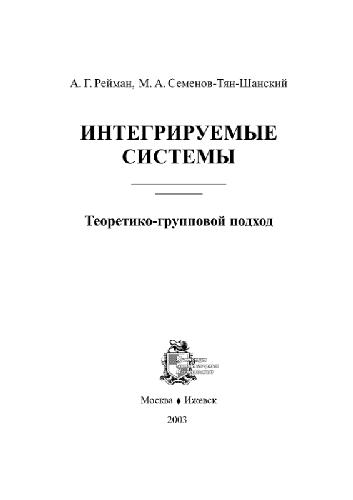 А. Г. Рейман, М. А. Семенов-Тян-Шанский
ИНТЕГРИРУЕМЫЕ
СИСТЕМЫ
Теоретико-групповой подход
Москва ♦ Ижевск
2003